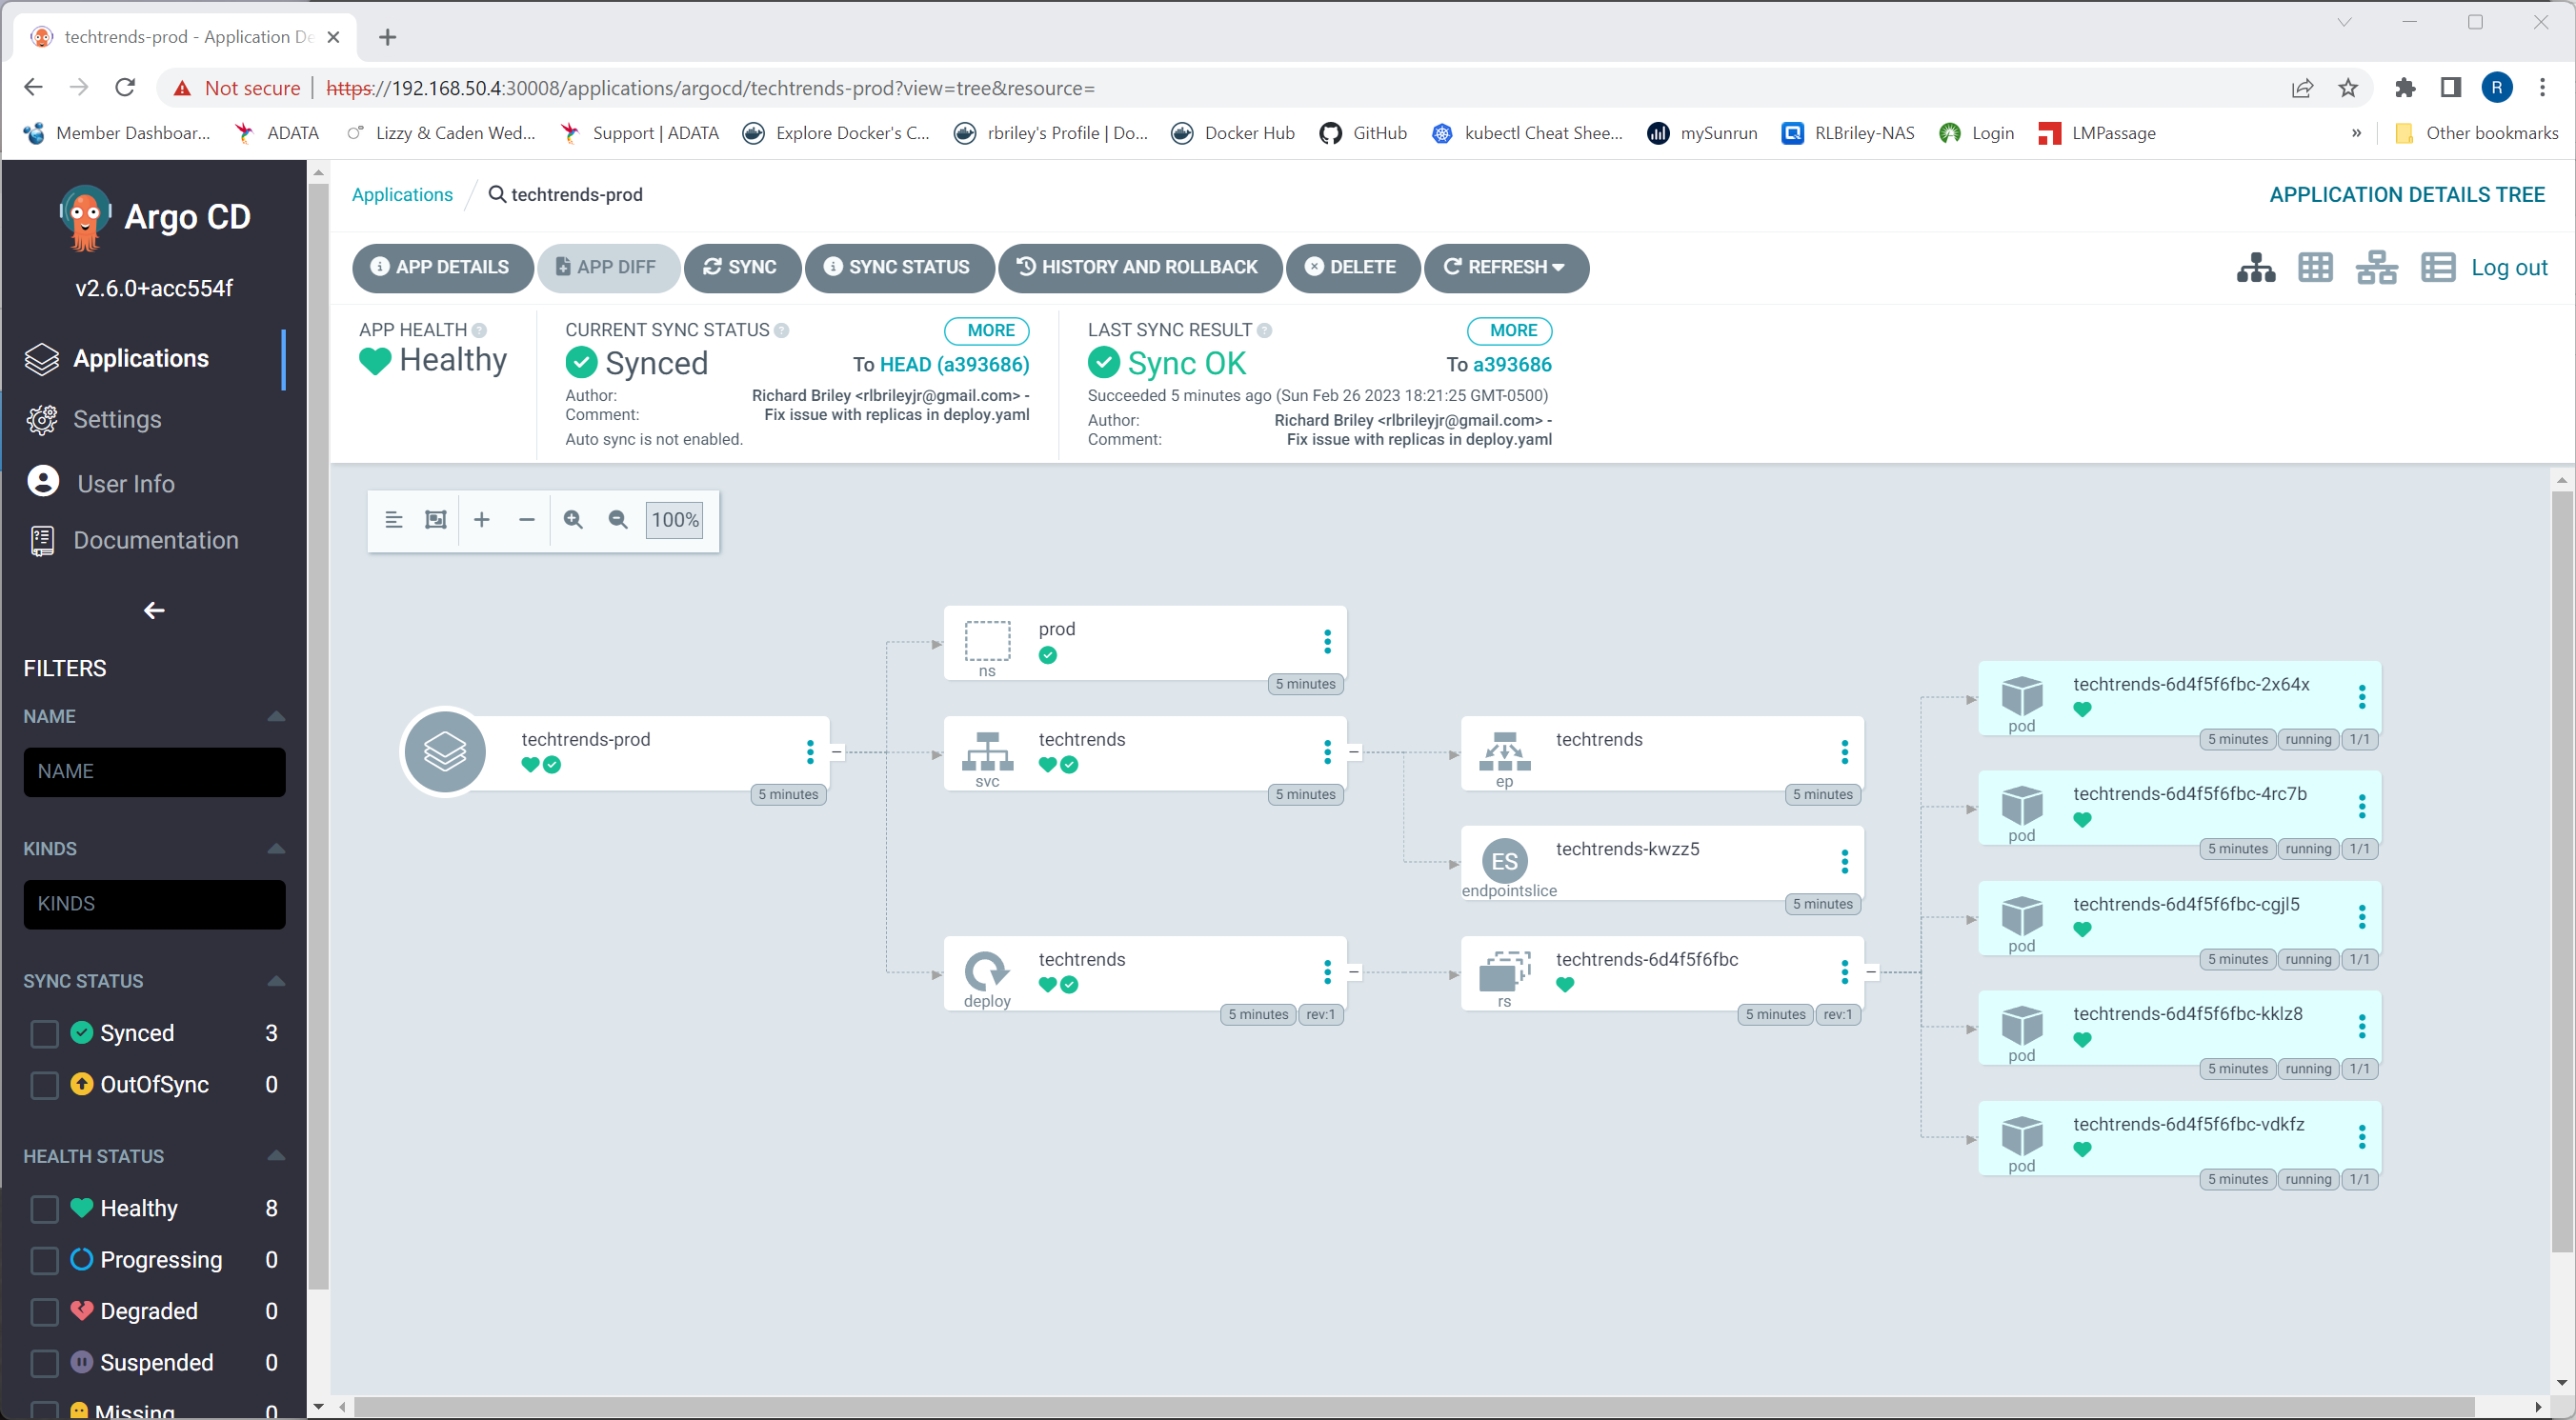 techtrends-prod - Application De
Not secure https://192.168.50.4:30008/applications/argocd/techtrends-prod?view=tree&resource=
R
Member Dashboar... ADATA Lizzy & Caden Wed... Support | ADATA Explore Docker's C... rbriley's Profile | Do... Docker Hub GitHub kubectl Cheat Shee... mySunrun RLBriley-NAS Login LMPassage » Other bookmarks
Argo CD
v2.6.0+acc554f
Applications
Settings
User Info
Documentation
FILTERS
NAME
NAME
KINDS
KINDS
SYNC STATUS
Synced 3
OutOfSync 0
HEALTH STATUS
Healthy 8
Progressing 0
Degraded 0
Suspended 0
Missing 0
Applications / techtrends-prod
APPLICATION DETAILS TREE
APP DETAILS APP DIFF SYNC SYNC STATUS HISTORY AND ROLLBACK DELETE REFRESH
Log out
APP HEALTH
Healthy
CURRENT SYNC STATUS MORE
Synced To HEAD (a393686)
Author: Richard Briley <rlbrileyjr@gmail.com> -
Comment: Fix issue with replicas in deploy.yaml
Auto sync is not enabled.
LAST SYNC RESULT MORE
Sync OK To a393686
Succeeded 5 minutes ago (Sun Feb 26 2023 18:21:25 GMT-0500)
Author: Richard Briley <rlbrileyjr@gmail.com> -
Comment: Fix issue with replicas in deploy.yaml
100%
techtrends-prod
5 minutes
prod
ns
5 minutes
techtrends
svc
5 minutes
techtrends
deploy
5 minutes rev:1
techtrends
ep
5 minutes
ES
techtrends-kwzz5
endpointslice
5 minutes
techtrends-6d4f5f6fbc
rs
5 minutes rev:1
techtrends-6d4f5f6fbc-2x64x
pod
5 minutes running 1/1
techtrends-6d4f5f6fbc-4rc7b
pod
5 minutes running 1/1
techtrends-6d4f5f6fbc-cgjl5
pod
5 minutes running 1/1
techtrends-6d4f5f6fbc-kklz8
pod
5 minutes running 1/1
techtrends-6d4f5f6fbc-vdkfz
pod
5 minutes running 1/1